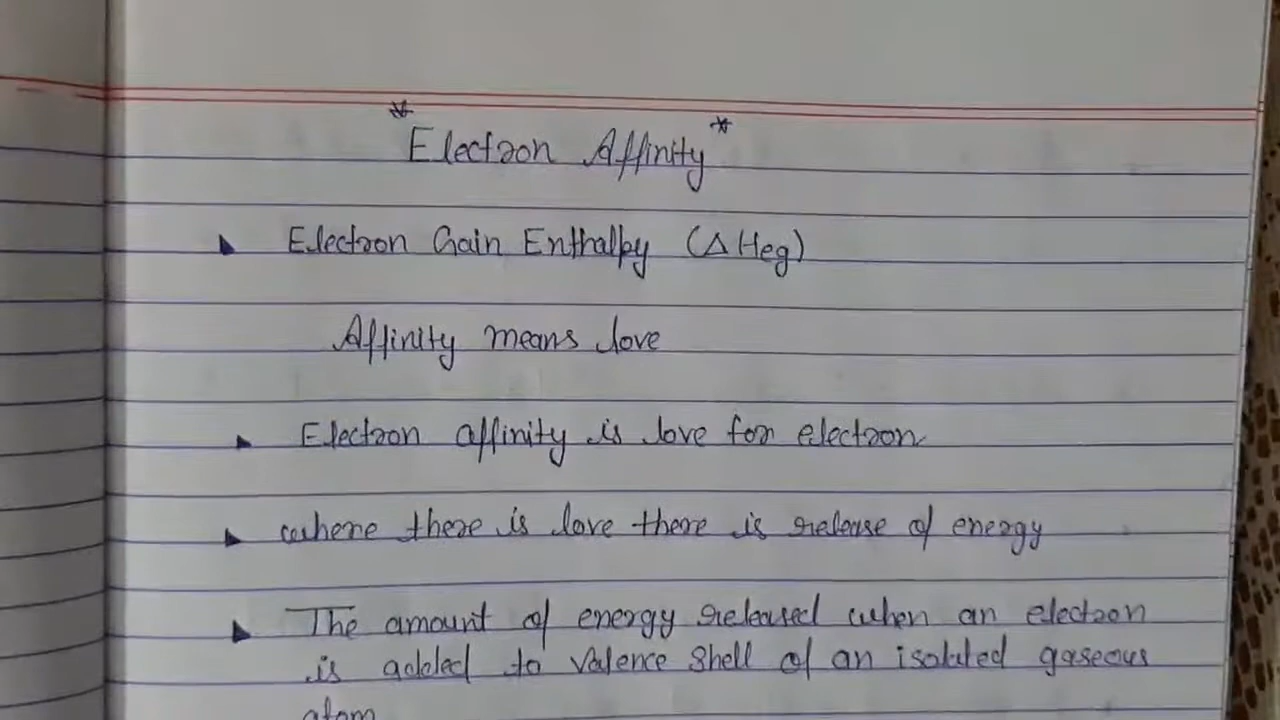 * Electron Affinity *
▸ Electron Gain Enthalpy (ΔHeg)
Affinity means love
▸ Electron affinity is love for electron
▸ where there is love there is release of energy
▸ The amount of energy released when an electron
is added to valence shell of an isolated gaseous
atom